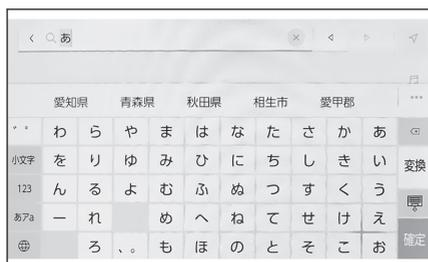 あ
愛知県 青森県 秋田県 相生市 愛甲郡
゛゜ わ ら や ま は な た さ か あ
小文字 を り ゆ み ひ に ち し き い 変換
123 ん る よ む ふ ぬ つ す く う
あアa ー れ め へ ね て せ け え
ろ 、。 も ほ の と そ こ お 確定